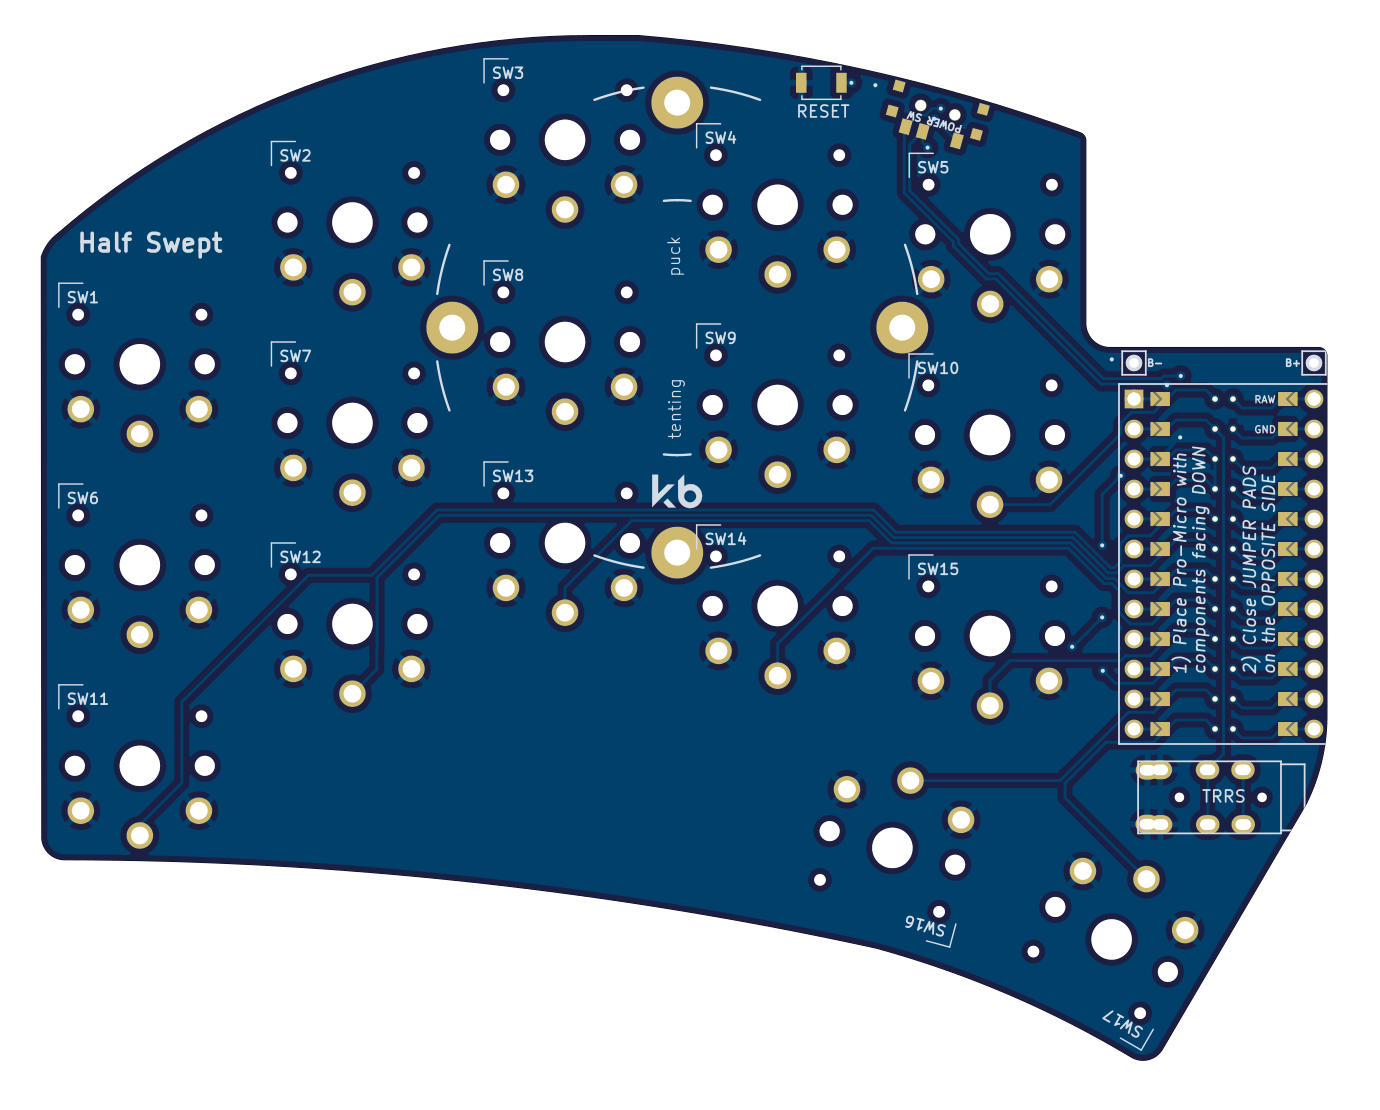 SW3
RESET
POWER SW
SW4
SW2
SW5
Half Swept
puck
SW8
SW1
SW9
SW7
B-
B+
SW10
RAW
tenting
GND
SW13
kb
SW6
SW14
SW12
SW15
1) Place Pro-Micro with
components facing DOWN
2) Close JUMPER PADS
on the OPPOSITE SIDE
SW11
TRRS
SW16
SW17